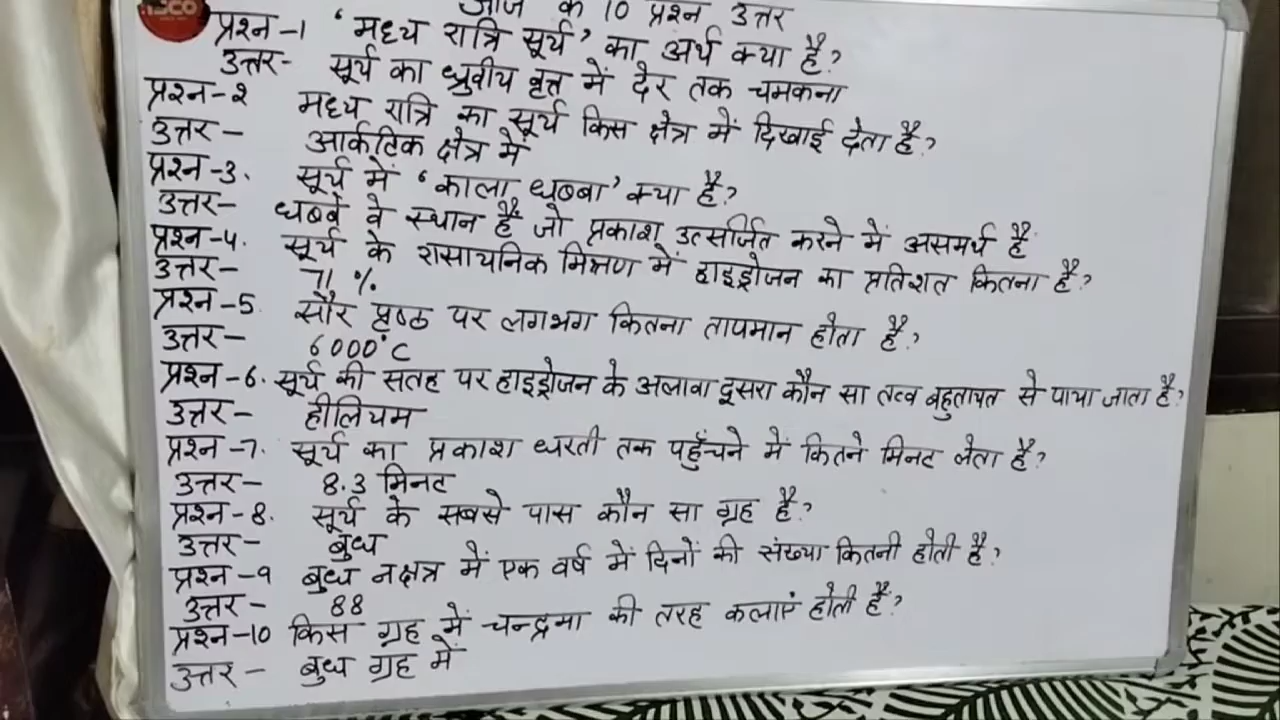 आज के 10 प्रश्न उत्तर
प्रश्न-1 ‘मध्य रात्रि सूर्य’ का अर्थ क्या है?
उत्तर- सूर्य का ध्रुवीय वृत्त में देर तक चमकना
प्रश्न-2 मध्य रात्रि का सूर्य किस क्षेत्र में दिखाई देता है?
उत्तर- आर्कटिक क्षेत्र में
प्रश्न-3. सूर्य में ‘काला धब्बा’ क्या है?
उत्तर- धब्बे वे स्थान हैं जो प्रकाश उत्सर्जित करने में असमर्थ हैं
प्रश्न-4. सूर्य के रासायनिक मिश्रण में हाइड्रोजन का प्रतिशत कितना है?
उत्तर- 71 %
प्रश्न-5. सौर पृष्ठ पर लगभग कितना तापमान होता है?
उत्तर- 6000°C
प्रश्न-6. सूर्य की सतह पर हाइड्रोजन के अलावा दूसरा कौन सा तत्व बहुतायत से पाया जाता है?
उत्तर- हीलियम
प्रश्न-7. सूर्य का प्रकाश धरती तक पहुँचने में कितने मिनट लेता है?
उत्तर- 8.3 मिनट
प्रश्न-8. सूर्य के सबसे पास कौन सा ग्रह है?
उत्तर- बुध
प्रश्न-9 बुध नक्षत्र में एक वर्ष में दिनों की संख्या कितनी होती है?
उत्तर- 88
प्रश्न-10 किस ग्रह में चन्द्रमा की तरह कलाएं होती हैं?
उत्तर- बुध ग्रह में